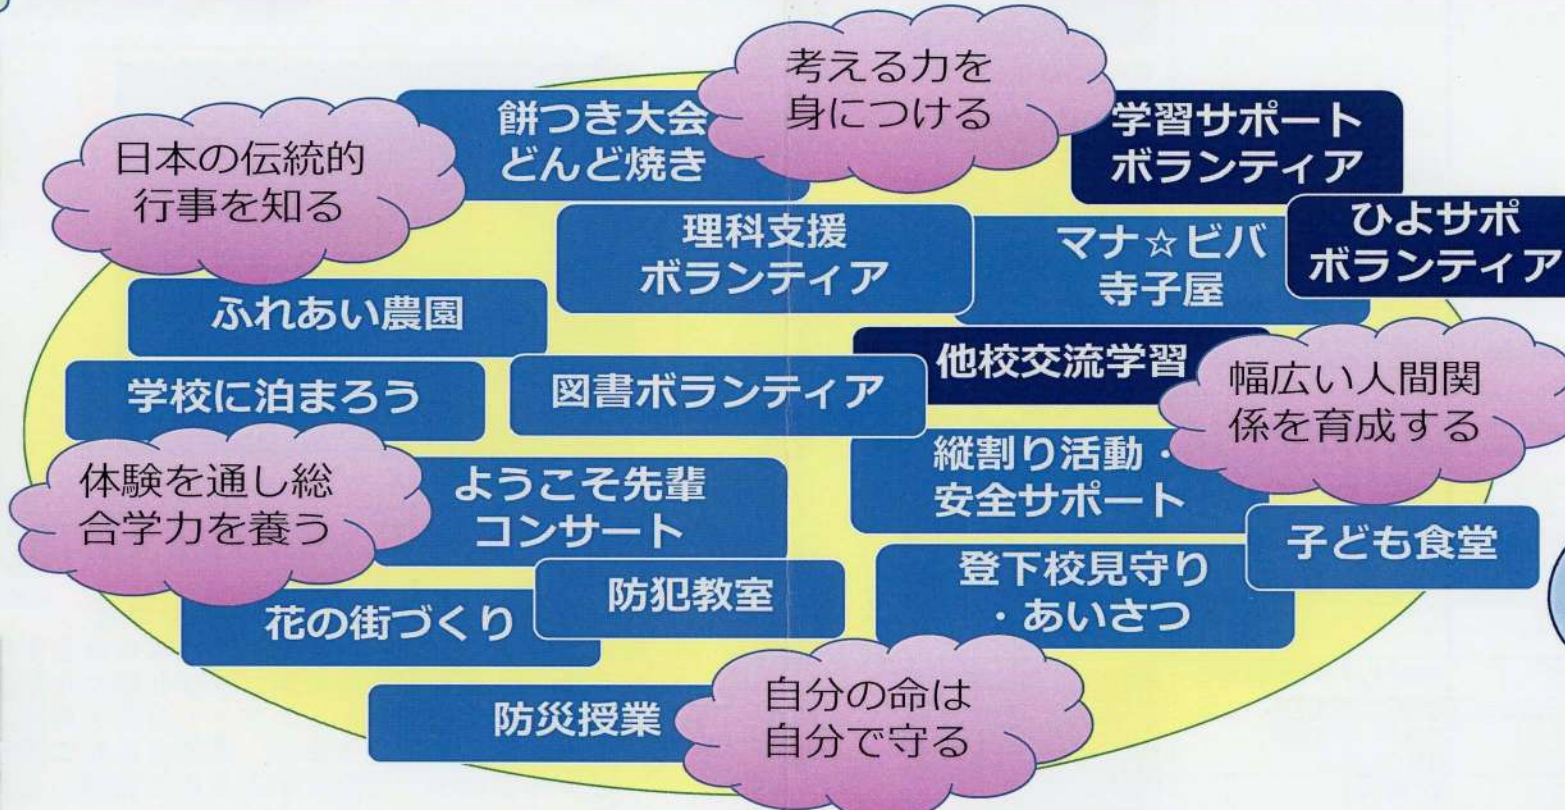 考える力を
身につける
餅つき大会
どんど焼き
学習サポート
ボランティア
日本の伝統的
行事を知る
理科支援
ボランティア
マナ☆ビバ
寺子屋
ひよサポ
ボランティア
ふれあい農園
学校に泊まろう
図書ボランティア
他校交流学習
幅広い人間関
係を育成する
体験を通し総
合学力を養う
ようこそ先輩
コンサート
縦割り活動・
安全サポート
子ども食堂
花の街づくり
防犯教室
登下校見守り
・あいさつ
防災授業
自分の命は
自分で守る